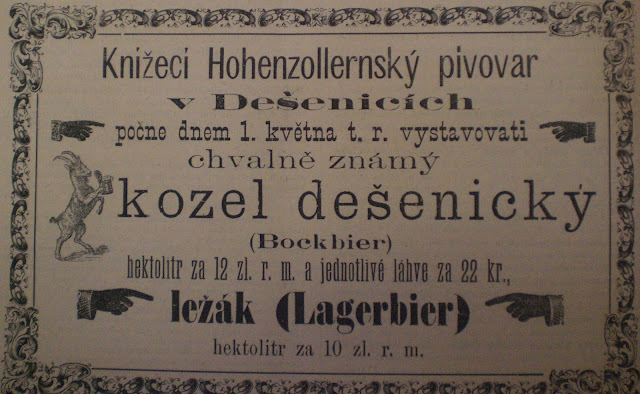 Knížecí Hohenzollernský pivovar
v Dešenicích
počne dnem 1. května t. r. vystavovati
chvalně známý
kozel dešenický
(Bockbier)
hektolitr za 12 zl. r. m. a jednotlivé láhve za 22 kr.,
ležák (Lagerbier)
hektolitr za 10 zl. r. m.